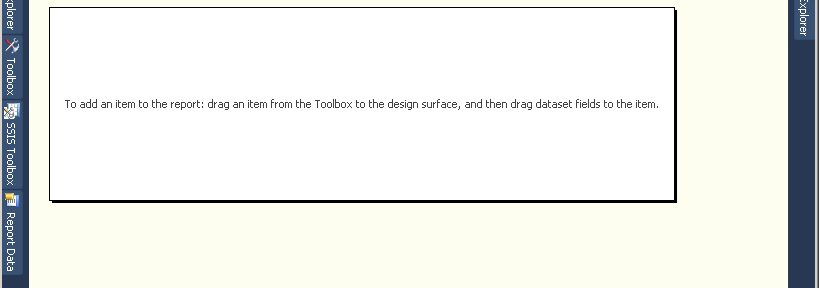 plorer
Toolbox
SSIS Toolbox
Report Data
To add an item to the report: drag an item from the Toolbox to the design surface, and then drag dataset fields to the item.
Explorer